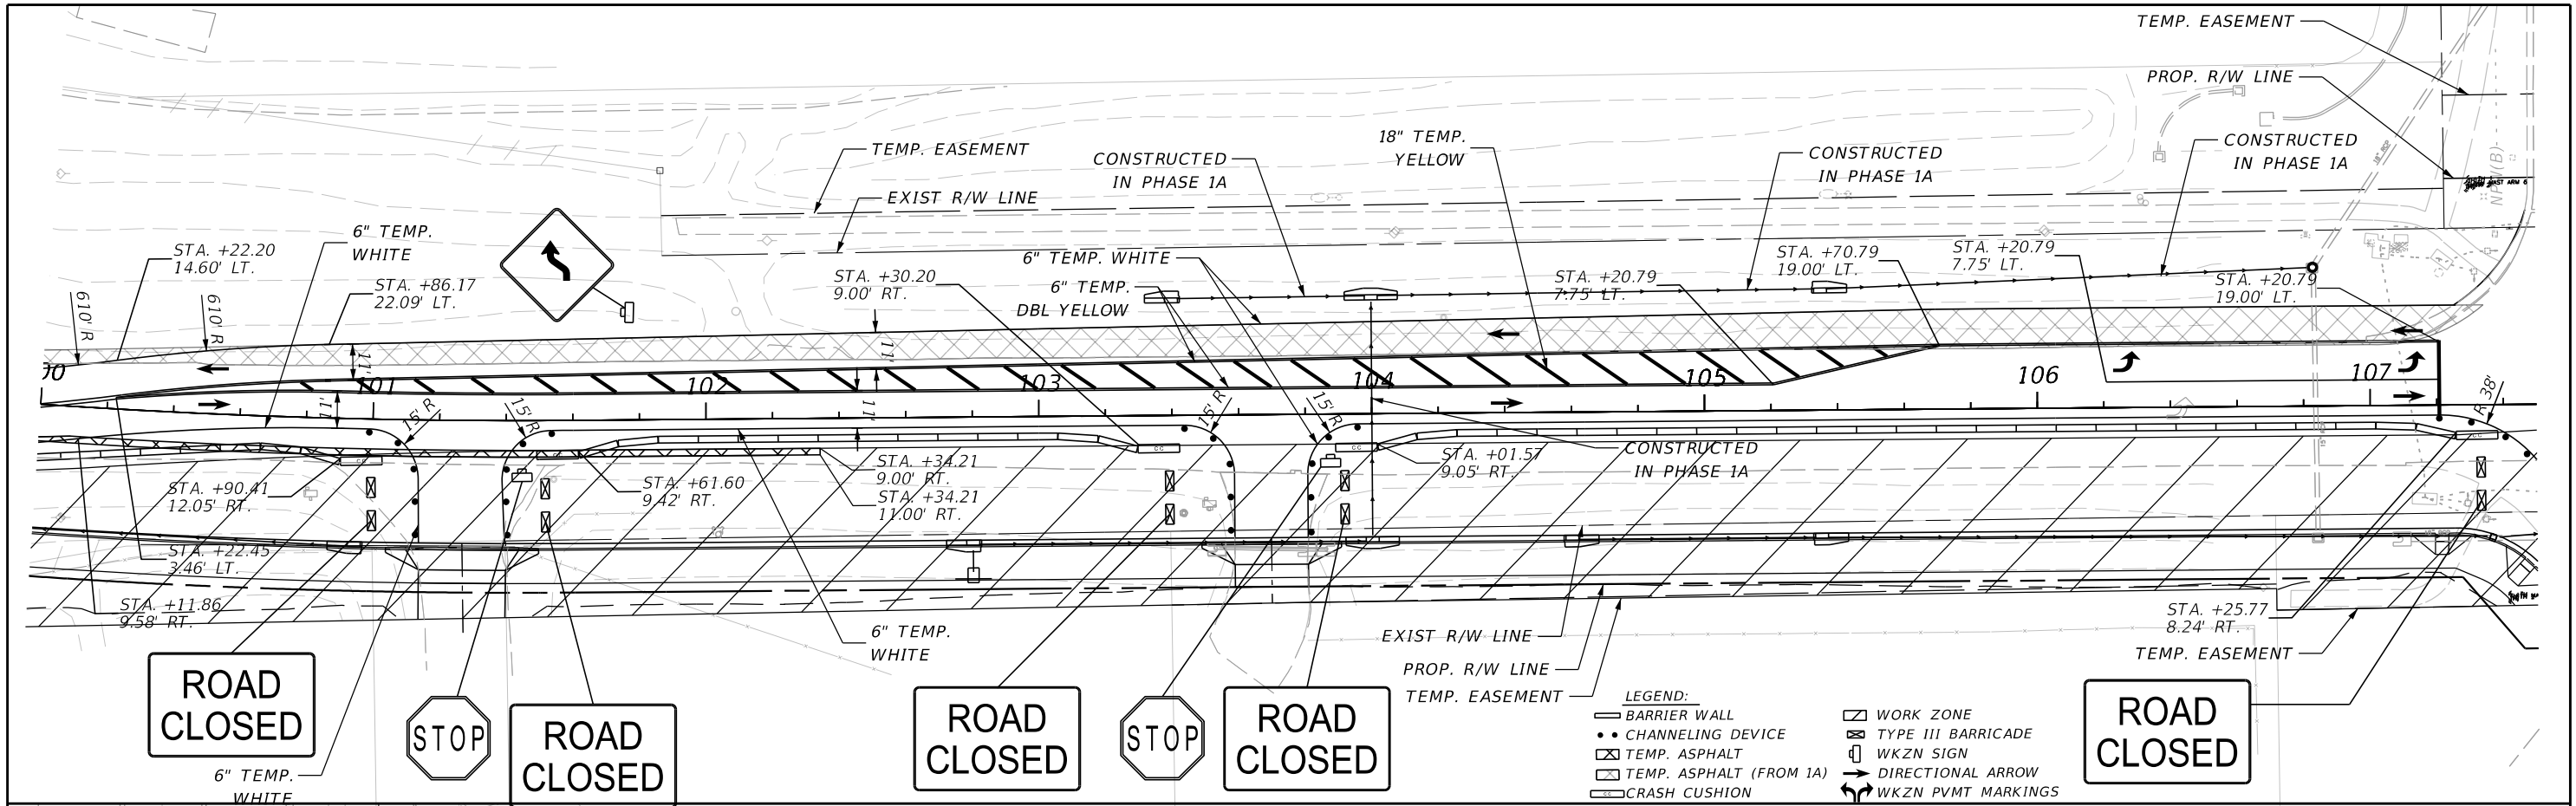 TEMP. EASEMENT
PROP. R/W LINE
18" TEMP.
YELLOW
TEMP. EASEMENT
CONSTRUCTED
IN PHASE 1A
CONSTRUCTED
IN PHASE 1A
CONSTRUCTED
IN PHASE 1A
18" RCP
NPW(B)
MAST ARM 6
EXIST R/W LINE
6" TEMP.
WHITE
STA. +22.20
14.60' LT.
STA. +86.17
22.09' LT.
6" TEMP. WHITE
6" TEMP.
DBL YELLOW
STA. +30.20
9.00' RT.
STA. +20.79
7.75' LT.
STA. +70.79
19.00' LT.
STA. +20.79
7.75' LT.
STA. +20.79
19.00' LT.
610' R
610' R
11'
11'
11'
11'
00
101
102
103
104
105
106
107
15' R
15' R
15' R
15' R
R 38'
STA. +90.41
12.05' RT.
STA. +61.60
9.42' RT.
STA. +34.21
9.00' RT.
STA. +34.21
11.00' RT.
STA. +01.57
9.05' RT.
CONSTRUCTED
IN PHASE 1A
STA. +22.45
3.46' LT.
STA. +11.86
9.58' RT.
6" TEMP.
WHITE
EXIST R/W LINE
PROP. R/W LINE
TEMP. EASEMENT
STA. +25.77
8.24' RT.
TEMP. EASEMENT
ROAD
CLOSED
STOP
ROAD
CLOSED
ROAD
CLOSED
STOP
ROAD
CLOSED
ROAD
CLOSED
6" TEMP.
WHITE
LEGEND:
BARRIER WALL
CHANNELING DEVICE
TEMP. ASPHALT
TEMP. ASPHALT (FROM 1A)
CRASH CUSHION
WORK ZONE
TYPE III BARRICADE
WKZN SIGN
DIRECTIONAL ARROW
WKZN PVMT MARKINGS